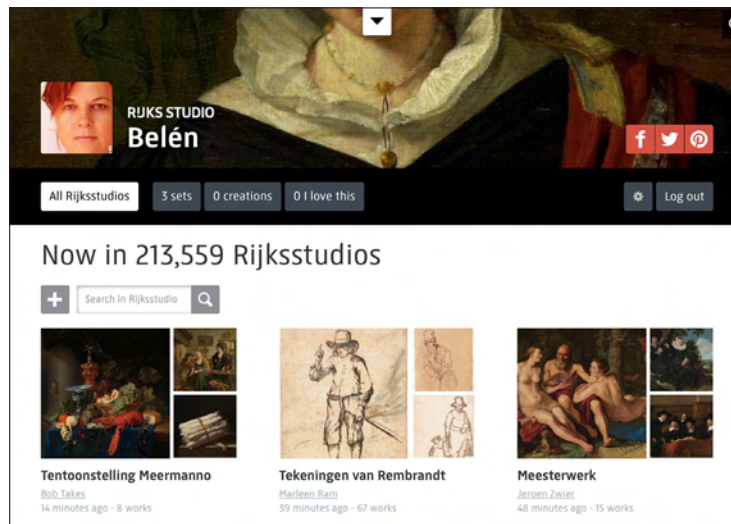 RIJKS STUDIO
Belén
All Rijksstudios
3 sets
0 creations
0 I love this
Log out
Now in 213,559 Rijksstudios
Search in Rijksstudio
Tentoonstelling Meermanno
Bob Takes
14 minutes ago - 8 works
Tekeningen van Rembrandt
Marleen Ram
39 minutes ago - 67 works
Meesterwerk
Jeroen Zwier
48 minutes ago - 15 works